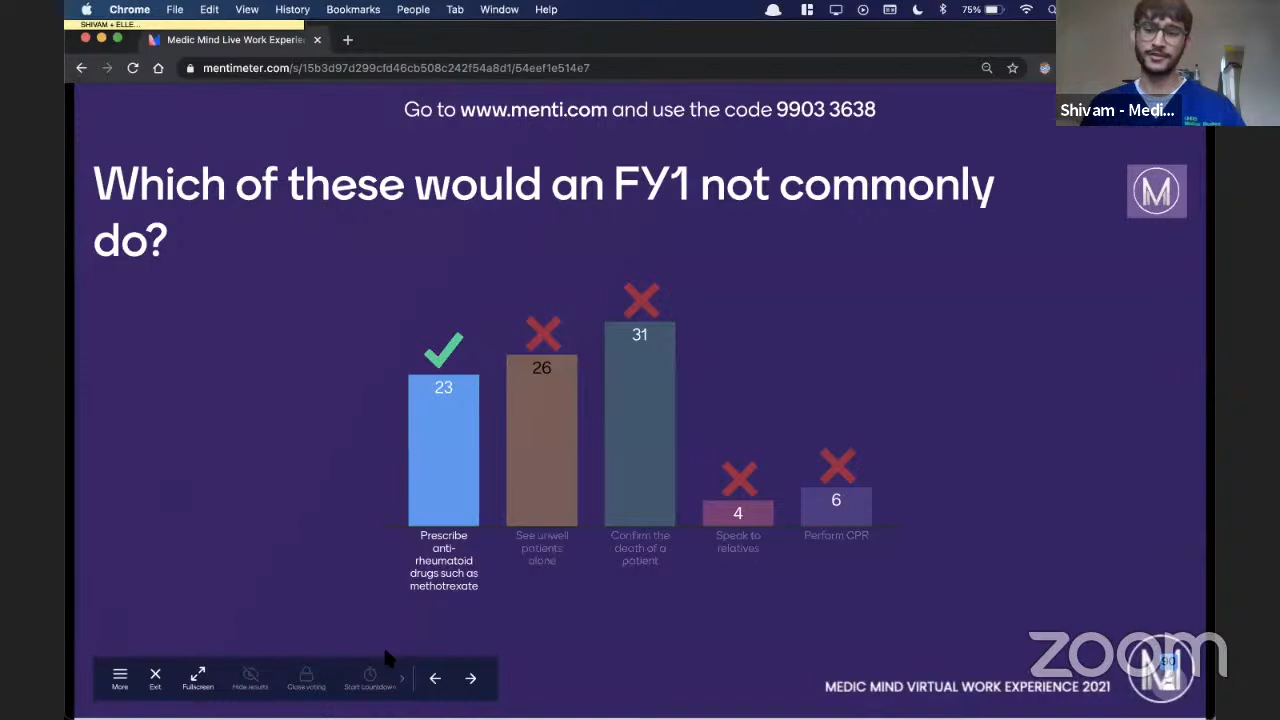 Chrome File Edit View History Bookmarks People Tab Window Help 75%
SHIVAM + ELLE...
Medic Mind Live Work Experie
mentimeter.com/s/15b3d97d299cfd46cb508c242f54a8d1/54eef1e514e7
Shivam - Medi...
Go to www.menti.com and use the code 9903 3638
Which of these would an FY1 not commonly
do?
M
23
26
31
4
6
Prescribe
anti-
rheumatoid
drugs such as
methotrexate
See unwell
patients
alone
Confirm the
death of a
patient
Speak to
relatives
Perform CPR
More Exit Fullscreen Hide results Close voting Start countdown
zoom
90
MEDIC MIND VIRTUAL WORK EXPERIENCE 2021